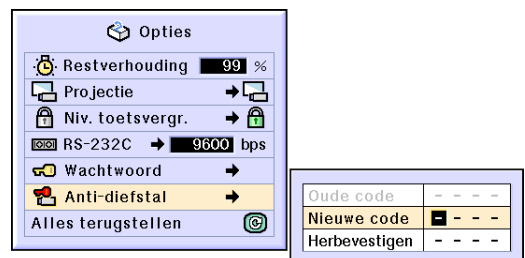 Opties
Restverhouding 99 %
Projectie
Niv. toetsvergr.
RS-232C 9600 bps
Wachtwoord
Anti-diefstal
Alles terugstellen
Oude code - - - -
Nieuwe code - - - -
Herbevestigen - - - -